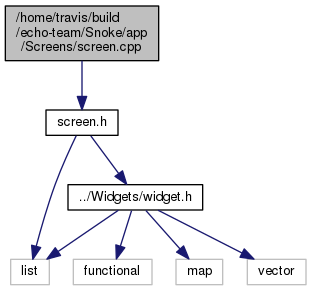 /home/travis/build
/echo-team/Snoke/app
/Screens/screen.cpp
screen.h
../Widgets/widget.h
list
functional
map
vector